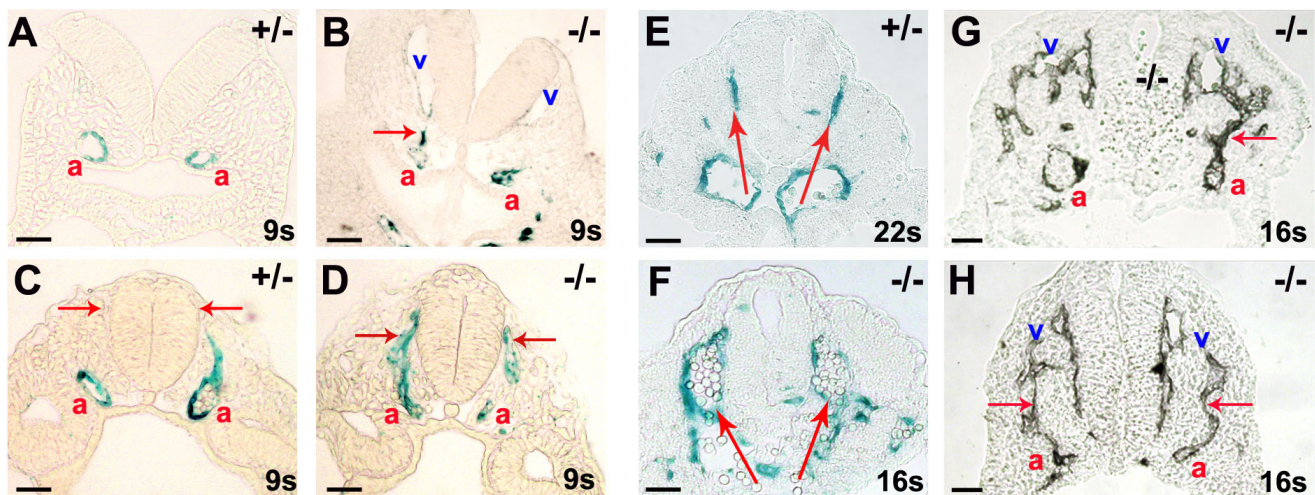 A
+/-
a
a
9s
B
-/-
v
v
a
a
9s
E
+/-
22s
G
-/-
v
v
-/-
a
a
16s
C
+/-
a
a
9s
D
-/-
a
a
9s
F
-/-
16s
H
-/-
v
v
a
a
16s